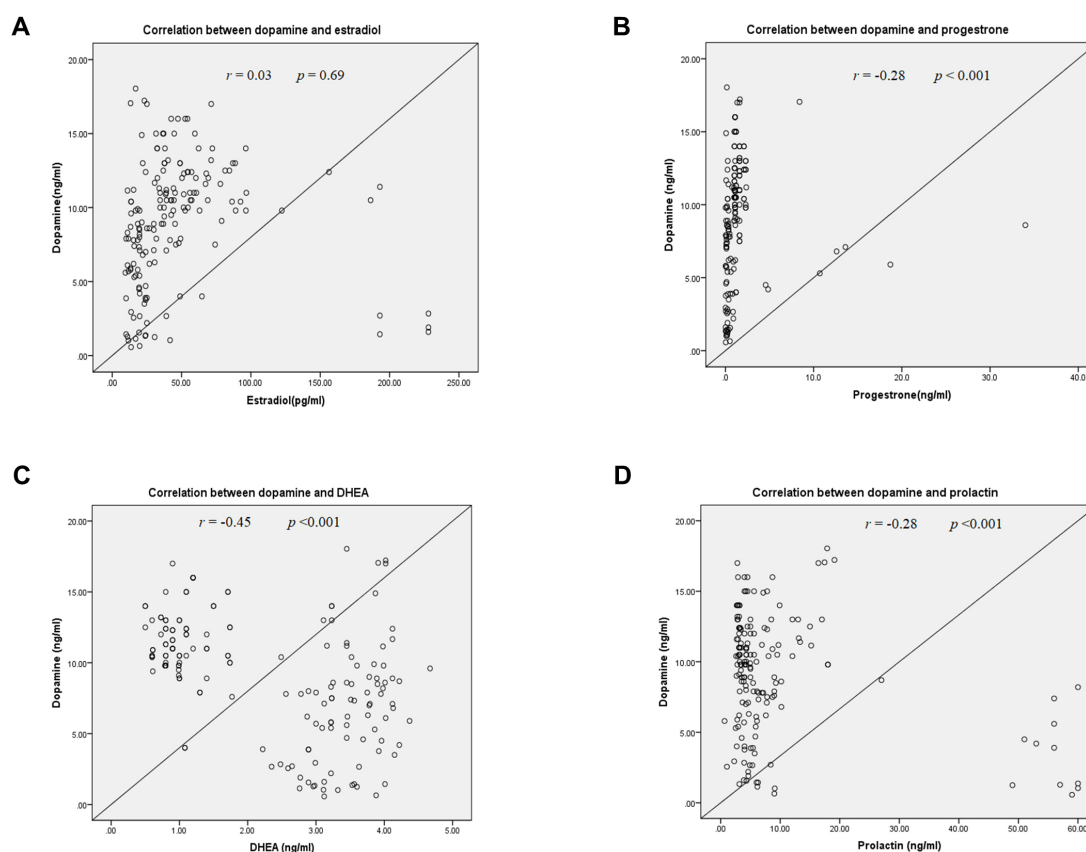 A
Correlation between dopamine and estradiol
r = 0.03 p = 0.69
20.00
15.00
10.00
5.00
.00
Dopamine(ng/ml)
.00 50.00 100.00 150.00 200.00 250.00
Estradiol(pg/ml)
B
Correlation between dopamine and progestrone
r = -0.28 p < 0.001
20.00
15.00
10.00
5.00
.00
Dopamine (ng/ml)
.0 10.0 20.0 30.0 40.0
Progestrone(ng/ml)
C
Correlation between dopamine and DHEA
r = -0.45 p <0.001
20.00
15.00
10.00
5.00
.00
Dopamine (ng/ml)
.00 1.00 2.00 3.00 4.00 5.00
DHEA (ng/ml)
D
Correlation between dopamine and prolactin
r = -0.28 p <0.001
20.00
15.00
10.00
5.00
.00
Dopamine (ng/ml)
.00 10.00 20.00 30.00 40.00 50.00 60.00
Prolactin (ng/ml)